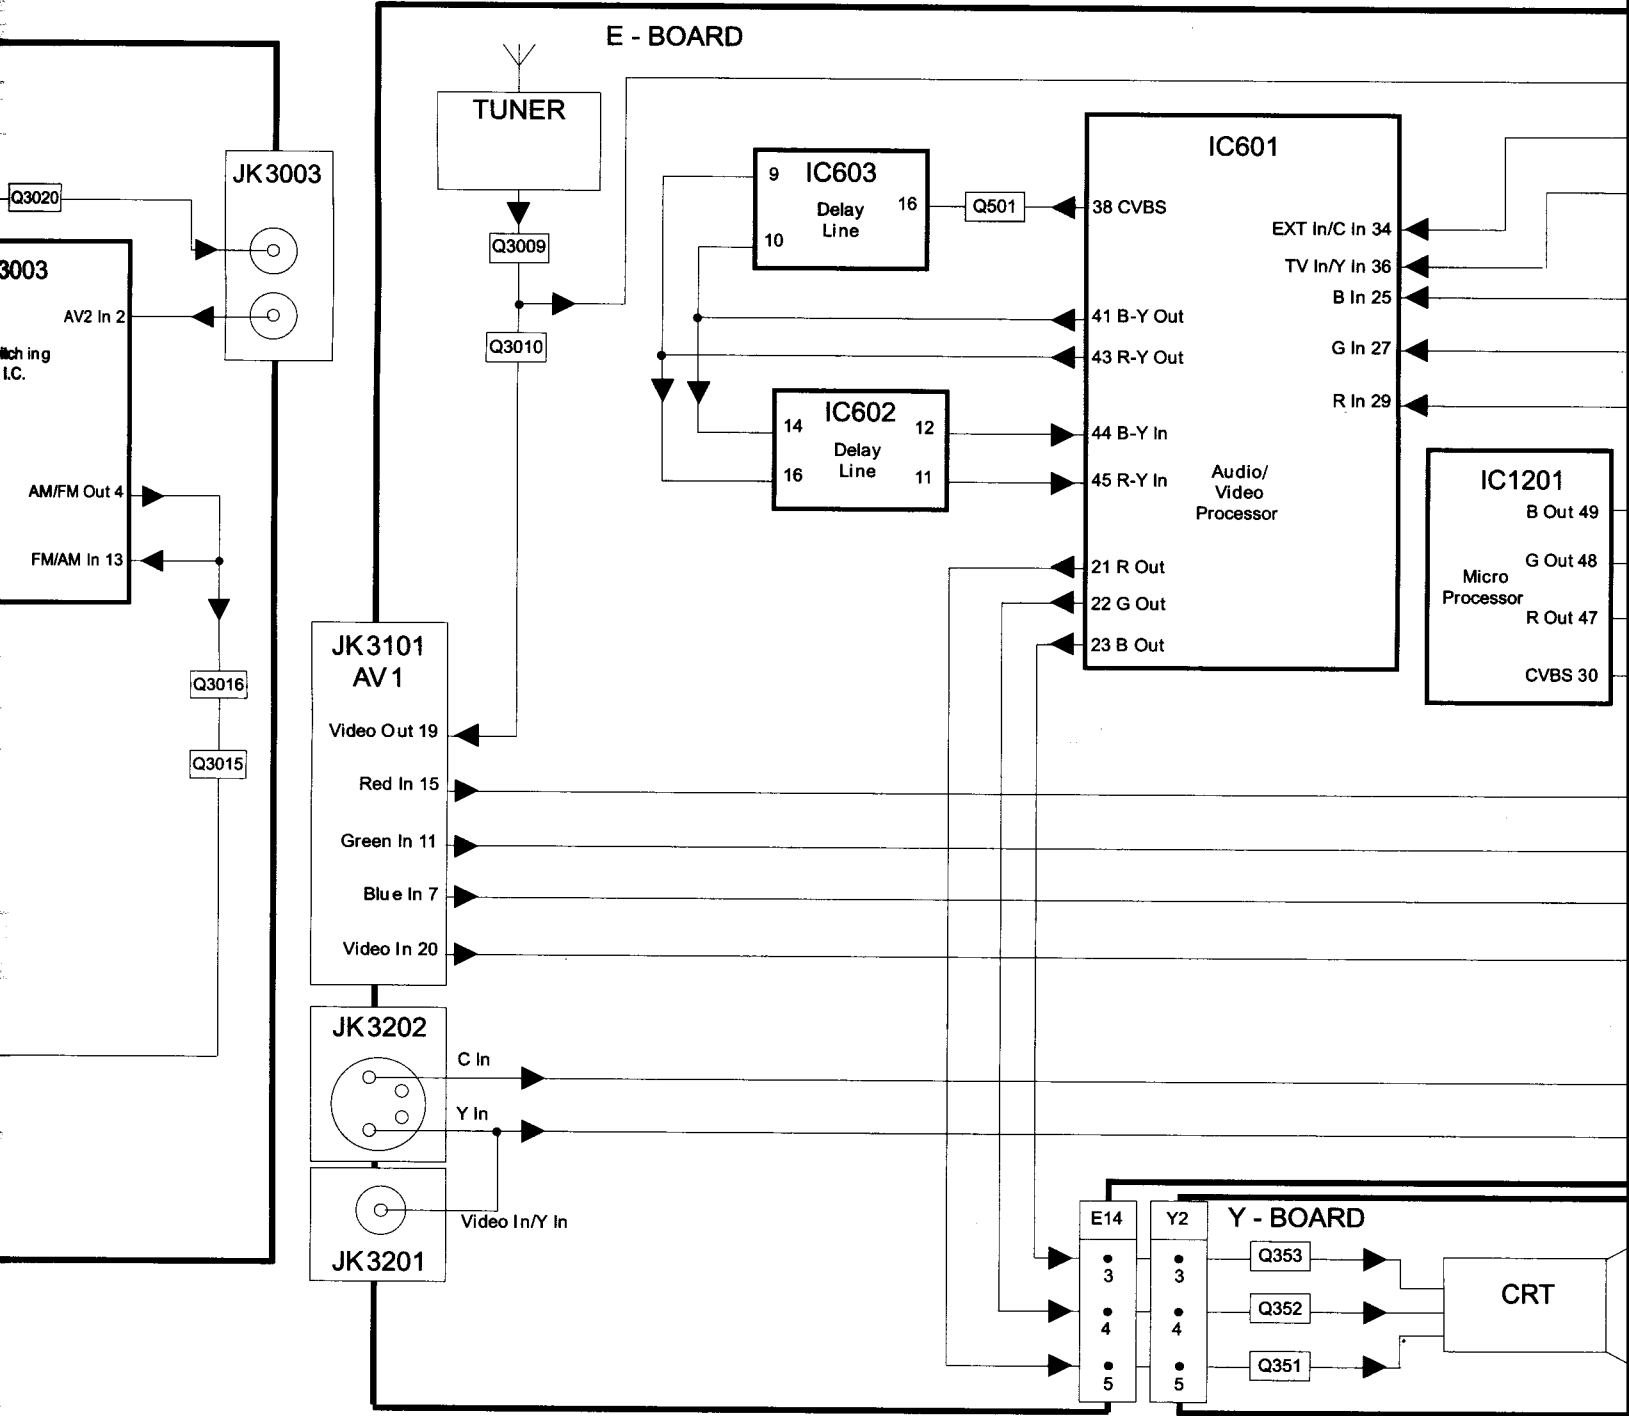 E - BOARD
TUNER
JK3003
Q3020
3003
AV2 In 2
I.C.
AM/FM Out 4
FM/AM In 13
Q3016
Q3015
Q3009
Q3010
IC603
9
16
Delay
Line
10
Q501
IC601
38 CVBS
EXT In/C In 34
TV In/Y In 36
B In 25
41 B-Y Out
43 R-Y Out
G In 27
R In 29
IC602
14
12
Delay
Line
16
11
44 B-Y In
45 R-Y In
Audio/
Video
Processor
21 R Out
22 G Out
23 B Out
IC1201
B Out 49
G Out 48
Micro
Processor
R Out 47
CVBS 30
JK3101
AV1
Video Out 19
Red In 15
Green In 11
Blue In 7
Video In 20
JK3202
C In
Y In
Video In/Y In
JK3201
E14
Y2
Y - BOARD
3
3
Q353
4
4
Q352
5
5
Q351
CRT